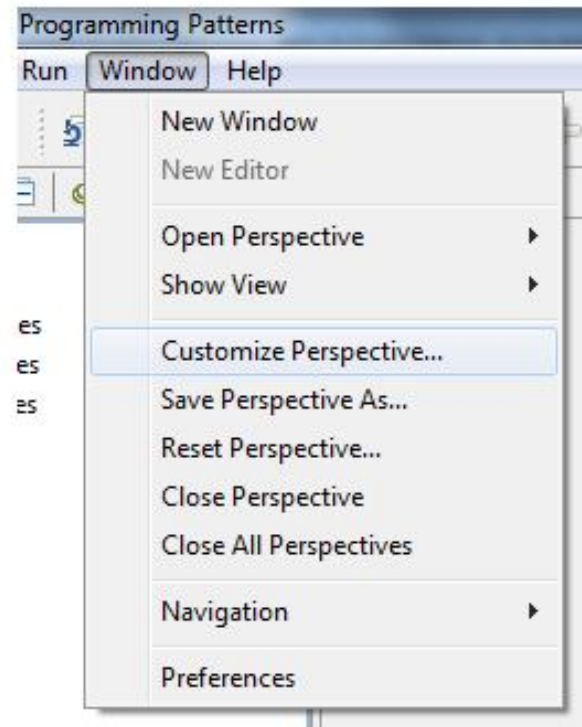 Programming Patterns
Run Window Help
New Window
New Editor
Open Perspective
Show View
es
Customize Perspective...
es
Save Perspective As...
es
Reset Perspective...
Close Perspective
Close All Perspectives
Navigation
Preferences